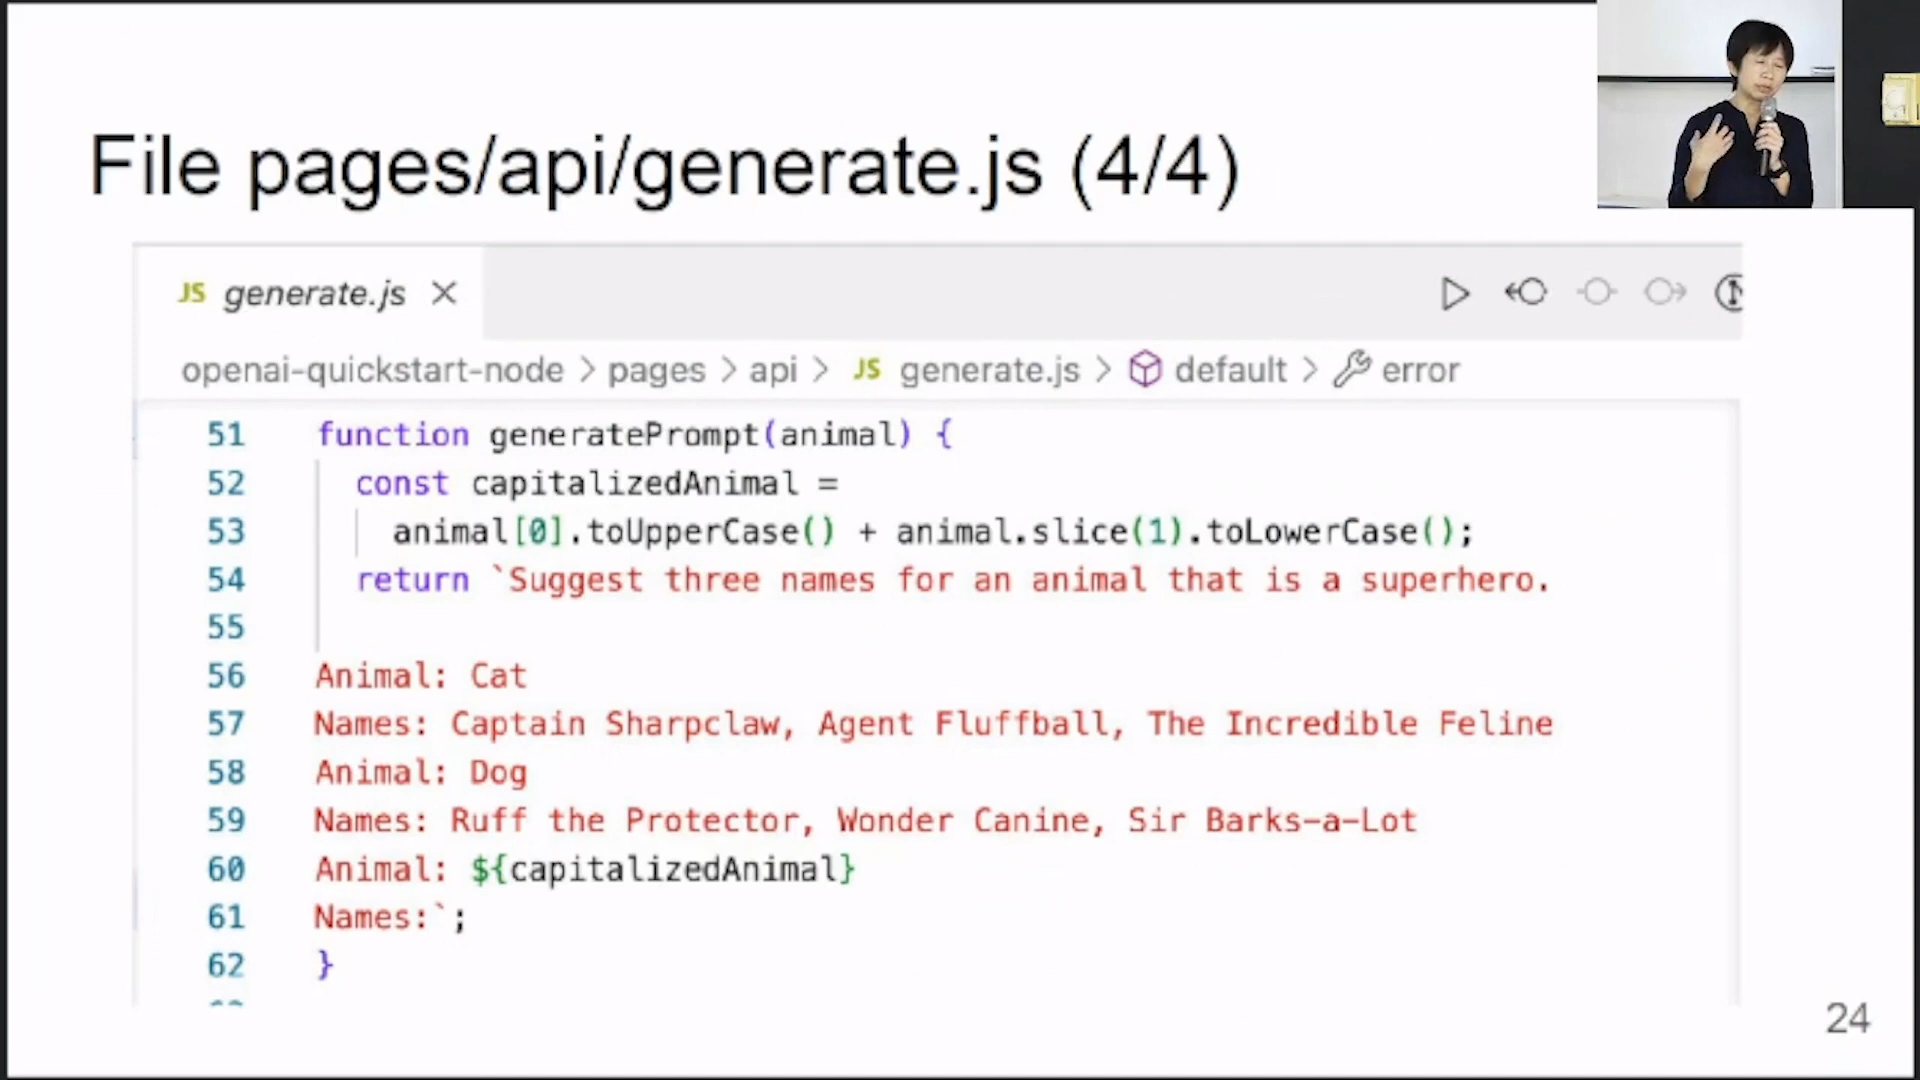 File pages/api/generate.js (4/4)
JS generate.js
openai-quickstart-node > pages > api > JS generate.js > default > error
51 function generatePrompt(animal) {
52 const capitalizedAnimal =
53 animal[0].toUpperCase() + animal.slice(1).toLowerCase();
54 return `Suggest three names for an animal that is a superhero.
55
56 Animal: Cat
57 Names: Captain Sharpclaw, Agent Fluffball, The Incredible Feline
58 Animal: Dog
59 Names: Ruff the Protector, Wonder Canine, Sir Barks-a-Lot
60 Animal: ${capitalizedAnimal}
61 Names:`;
62 }
24